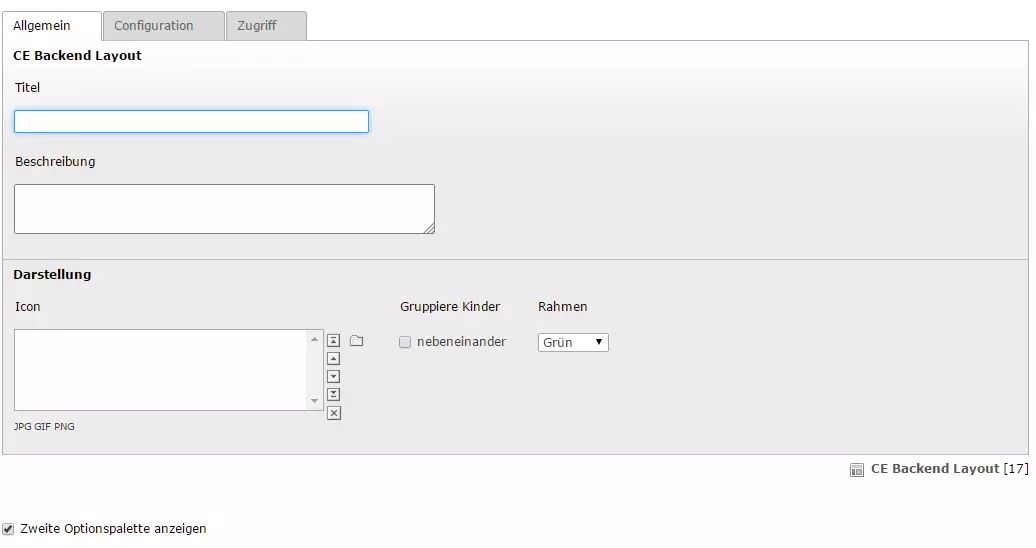 Allgemein Configuration Zugriff
CE Backend Layout
Titel
Beschreibung
Darstellung
Icon Gruppiere Kinder Rahmen
nebeneinander Grün
JPG GIF PNG
CE Backend Layout [17]
Zweite Optionspalette anzeigen